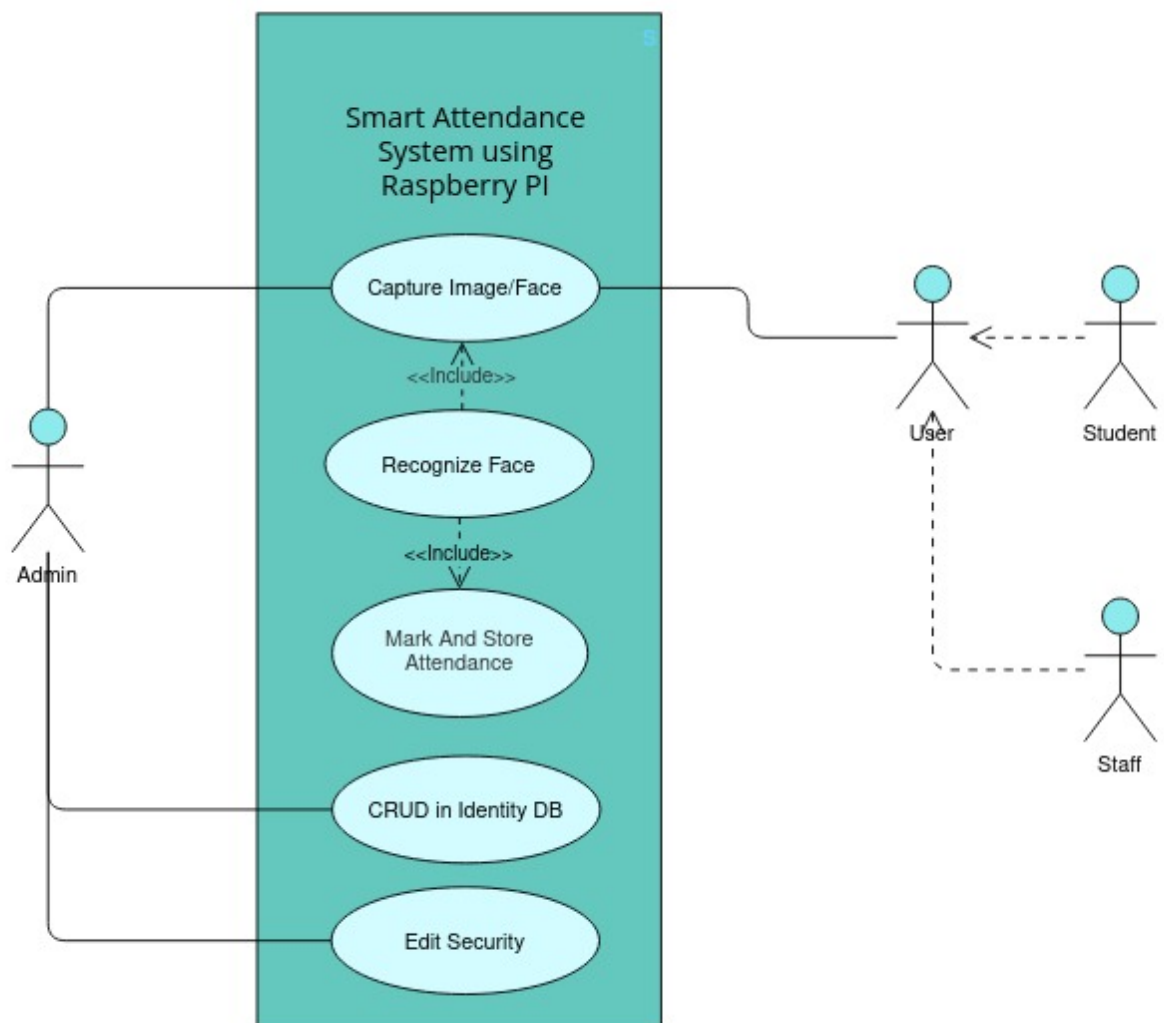 S
Smart Attendance
System using
Raspberry PI
Capture Image/Face
<<Include>>
User
Student
Recognize Face
<<Include>>
Admin
Mark And Store
Attendance
Staff
CRUD in Identity DB
Edit Security